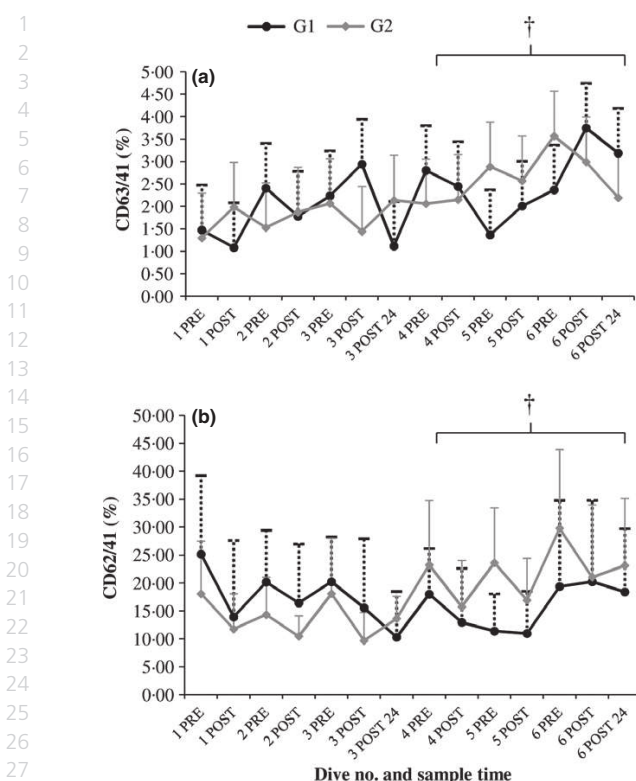 1
2
3
4
5
6
7
8
9
10
11
12
13
14
15
16
17
18
19
20
21
22
23
24
25
26
27
G1 G2
†
(a)
CD63/41 (%)
5·00
4·50
4·00
3·50
3·00
2·50
2·00
1·50
1·00
0·50
0·00
1 PRE
1 POST
2 PRE
2 POST
3 PRE
3 POST
3 POST 24
4 PRE
4 POST
5 PRE
5 POST
6 PRE
6 POST
6 POST 24
†
(b)
CD62/41 (%)
50·00
45·00
40·00
35·00
30·00
25·00
20·00
15·00
10·00
5·00
0·00
1 PRE
1 POST
2 PRE
2 POST
3 PRE
3 POST
3 POST 24
4 PRE
4 POST
5 PRE
5 POST
6 PRE
6 POST
6 POST 24
Dive no. and sample time